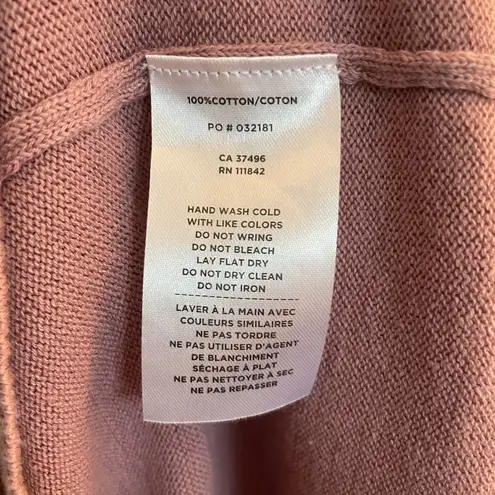 100%COTTON/COTON
PO # 032181
CA 37496
RN 111842
HAND WASH COLD
WITH LIKE COLORS
DO NOT WRING
DO NOT BLEACH
LAY FLAT DRY
DO NOT DRY CLEAN
DO NOT IRON
LAVER À LA MAIN AVEC
COULEURS SIMILAIRES
NE PAS TORDRE
NE PAS UTILISER D'AGENT
DE BLANCHIMENT
SÉCHAGE À PLAT
NE PAS NETTOYER À SEC
NE PAS REPASSER